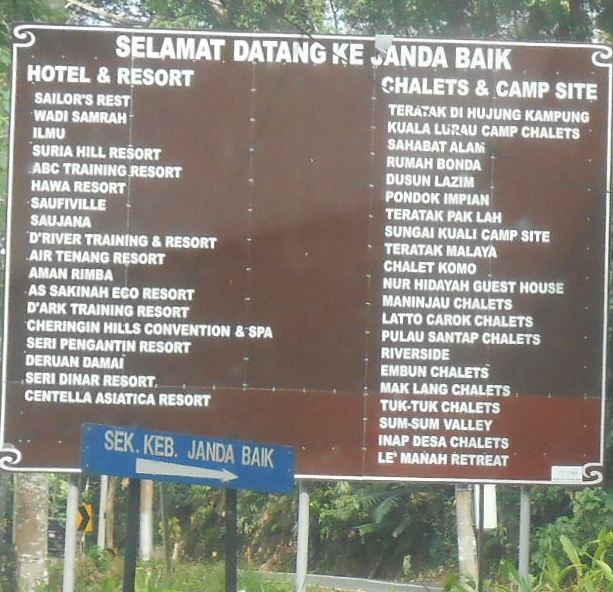 SELAMAT DATANG KE JANDA BAIK
HOTEL & RESORT
SAILOR'S REST
WADI SAMRAH
ILMU
SURIA HILL RESORT
ABC TRAINING RESORT
HAWA RESORT
SAUFIVILLE
SAUJANA
D'RIVER TRAINING & RESORT
AIR TENANG RESORT
AMAN RIMBA
AS SAKINAH ECO RESORT
D'ARK TRAINING RESORT
CHERINGIN HILLS CONVENTION & SPA
SERI PENGANTIN RESORT
DERUAN DAMAI
SERI DINAR RESORT
CENTELLA ASIATICA RESORT
CHALETS & CAMP SITE
TERATAK DI HUJUNG KAMPUNG
KUALA LURAU CAMP CHALETS
SAHABAT ALAM
RUMAH BONDA
DUSUN LAZIM
PONDOK IMPIAN
TERATAK PAK LAH
SUNGAI KUALI CAMP SITE
TERATAK MALAYA
CHALET KOMO
NUR HIDAYAH GUEST HOUSE
MANINJAU CHALETS
LATTO CAROK CHALETS
PULAU SANTAP CHALETS
RIVERSIDE
EMBUN CHALETS
MAK LANG CHALETS
TUK-TUK CHALETS
SUM-SUM VALLEY
INAP DESA CHALETS
LE' MANAH RETREAT
SEK. KEB. JANDA BAIK